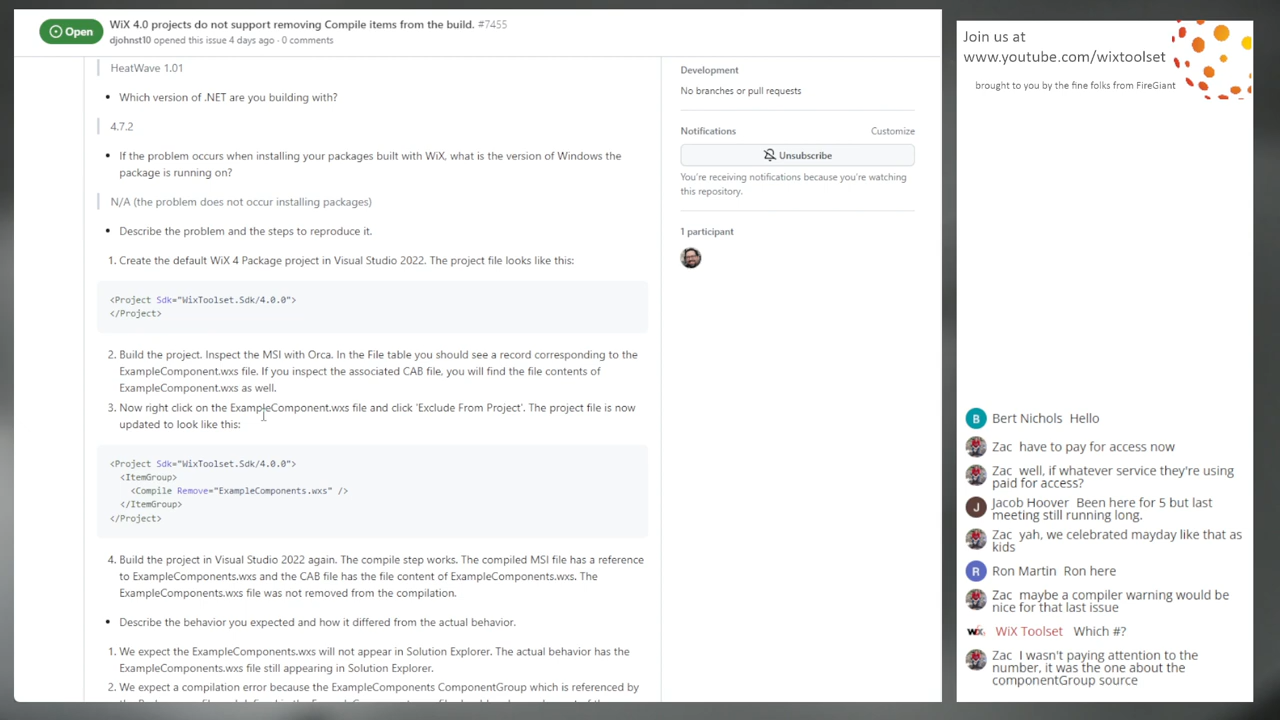 Open
WiX 4.0 projects do not support removing Compile items from the build. #7455
djohnst10 opened this issue 4 days ago · 0 comments
HeatWave 1.01
• Which version of .NET are you building with?
4.7.2
• If the problem occurs when installing your packages built with WiX, what is the version of Windows the
package is running on?
N/A (the problem does not occur installing packages)
• Describe the problem and the steps to reproduce it.
1. Create the default WiX 4 Package project in Visual Studio 2022. The project file looks like this:
<Project Sdk="WixToolset.Sdk/4.0.0">
</Project>
2. Build the project. Inspect the MSI with Orca. In the File table you should see a record corresponding to the
ExampleComponent.wxs file. If you inspect the associated CAB file, you will find the file contents of
ExampleComponent.wxs as well.
3. Now right click on the ExampleComponent.wxs file and click 'Exclude From Project'. The project file is now
updated to look like this:
<Project Sdk="WixToolset.Sdk/4.0.0">
<ItemGroup>
<Compile Remove="ExampleComponents.wxs" />
</ItemGroup>
</Project>
4. Build the project in Visual Studio 2022 again. The compile step works. The compiled MSI file has a reference
to ExampleComponents.wxs and the CAB file has the file content of ExampleComponents.wxs. The
ExampleComponents.wxs file was not removed from the compilation.
• Describe the behavior you expected and how it differed from the actual behavior.
1. We expect the ExampleComponents.wxs will not appear in Solution Explorer. The actual behavior has the
ExampleComponents.wxs file still appearing in Solution Explorer.
2. We expect a compilation error because the ExampleComponents ComponentGroup which is referenced by
Development
No branches or pull requests
Notifications
Customize
Unsubscribe
You're receiving notifications because you're watching
this repository.
1 participant
Join us at
www.youtube.com/wixtoolset
brought to you by the fine folks from FireGiant
B Bert Nichols Hello
Zac have to pay for access now
Zac well, if whatever service they're using
paid for access?
J Jacob Hoover Been here for 5 but last
meeting still running long.
Zac yah, we celebrated mayday like that as
kids
R Ron Martin Ron here
Zac maybe a compiler warning would be
nice for that last issue
WiX WiX Toolset Which #?
Zac I wasn't paying attention to the
number, it was the one about the
componentGroup source